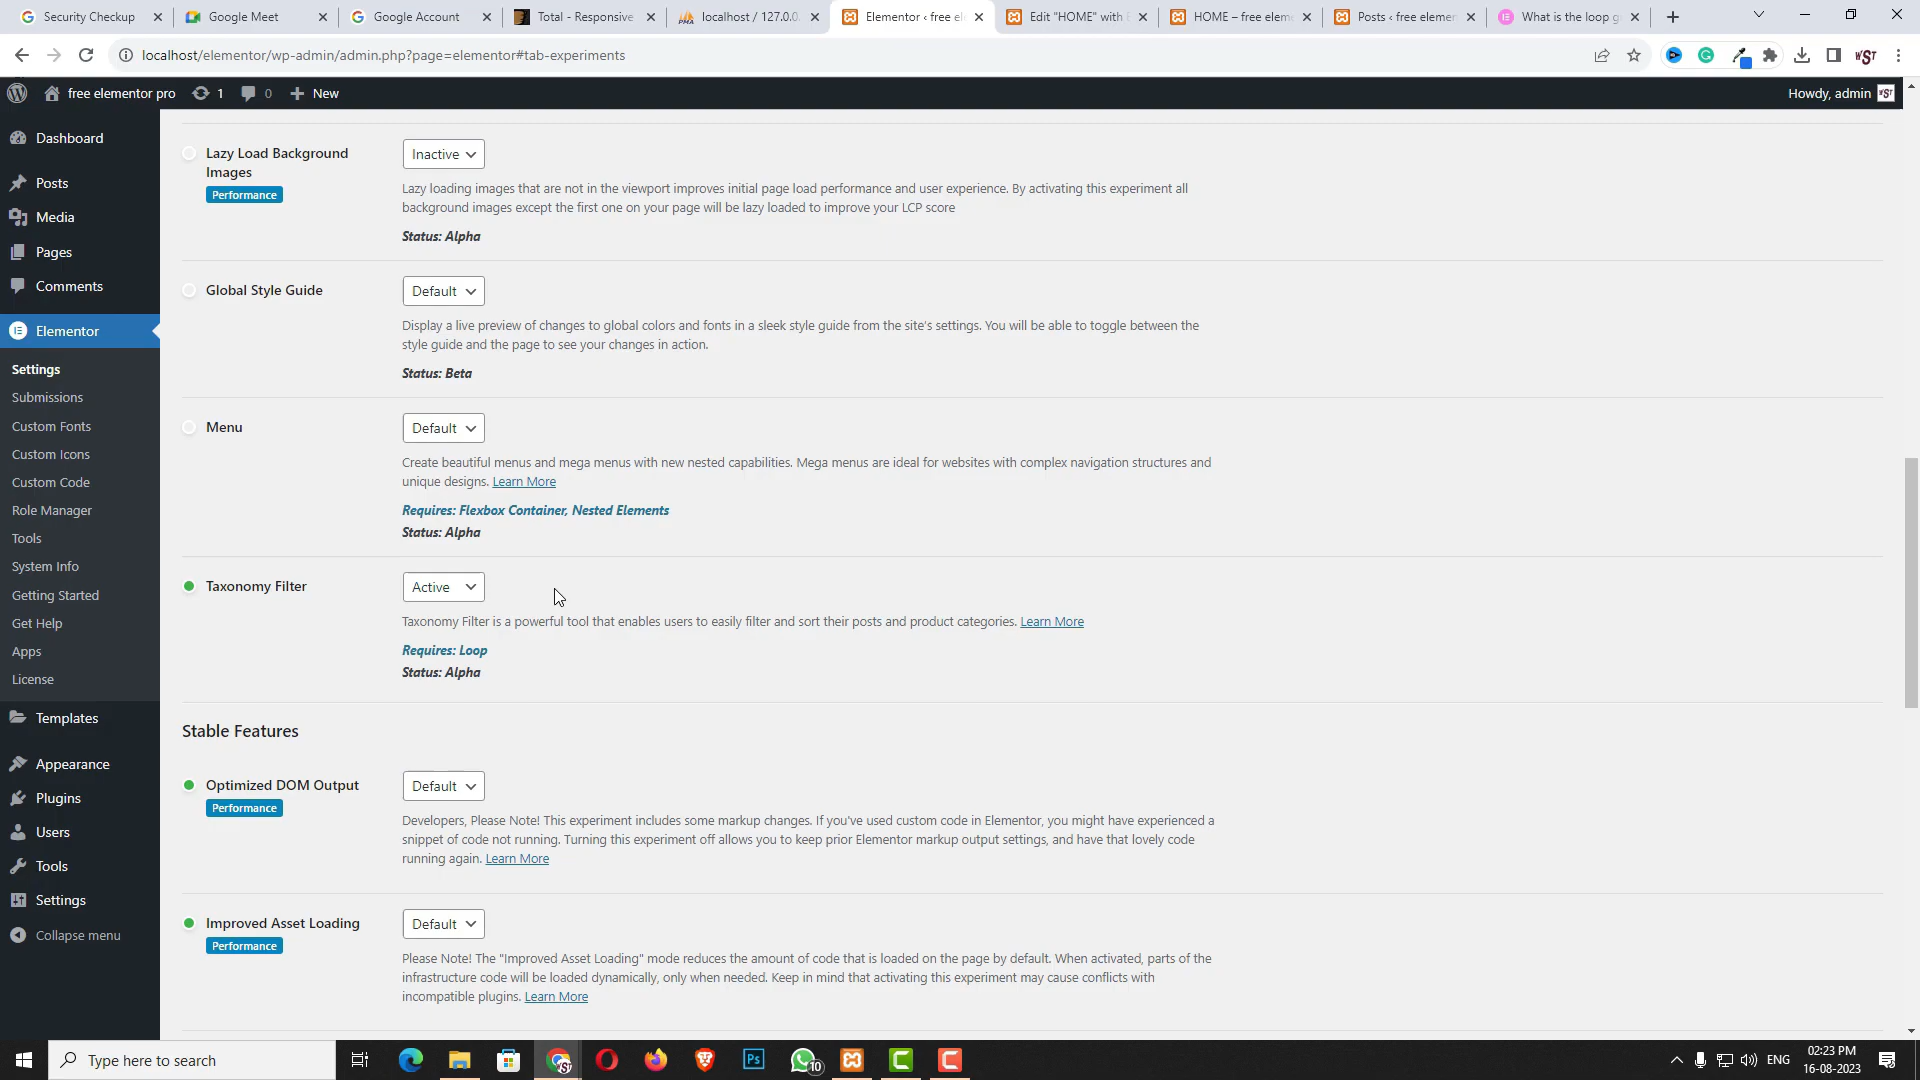 Security Checkup
Google Meet
Google Account
Total - Responsive
localhost / 127.0.0.
Elementor ‹ free el
Edit "HOME" with E
HOME – free elem
Posts ‹ free elemen
What is the loop g
localhost/elementor/wp-admin/admin.php?page=elementor#tab-experiments
free elementor pro
1
0
New
Howdy, admin
Dashboard
Posts
Media
Pages
Comments
Elementor
Settings
Submissions
Custom Fonts
Custom Icons
Custom Code
Role Manager
Tools
System Info
Getting Started
Get Help
Apps
License
Templates
Appearance
Plugins
Users
Tools
Settings
Collapse menu
Lazy Load Background
Images
Performance
Inactive
Lazy loading images that are not in the viewport improves initial page load performance and user experience. By activating this experiment all
background images except the first one on your page will be lazy loaded to improve your LCP score
Status: Alpha
Global Style Guide
Default
Display a live preview of changes to global colors and fonts in a sleek style guide from the site's settings. You will be able to toggle between the
style guide and the page to see your changes in action.
Status: Beta
Menu
Default
Create beautiful menus and mega menus with new nested capabilities. Mega menus are ideal for websites with complex navigation structures and
unique designs. Learn More
Requires: Flexbox Container, Nested Elements
Status: Alpha
Taxonomy Filter
Active
Taxonomy Filter is a powerful tool that enables users to easily filter and sort their posts and product categories. Learn More
Requires: Loop
Status: Alpha
Stable Features
Optimized DOM Output
Performance
Default
Developers, Please Note! This experiment includes some markup changes. If you've used custom code in Elementor, you might have experienced a
snippet of code not running. Turning this experiment off allows you to keep prior Elementor markup output settings, and have that lovely code
running again. Learn More
Improved Asset Loading
Performance
Default
Please Note! The "Improved Asset Loading" mode reduces the amount of code that is loaded on the page by default. When activated, parts of the
infrastructure code will be loaded dynamically, only when needed. Keep in mind that activating this experiment may cause conflicts with
incompatible plugins. Learn More
Type here to search
Ps
10
ENG
02:23 PM
16-08-2023